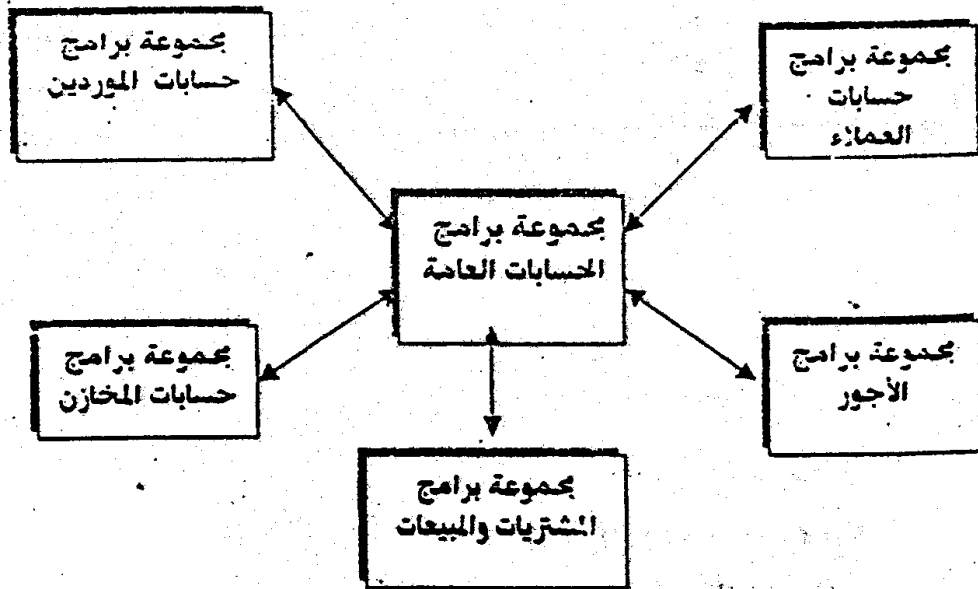 مجموعة برامج
حسابات العملاء
مجموعة برامج
حسابات الموردين
مجموعة برامج
الحسابات العامة
مجموعة برامج
الأجور
مجموعة برامج
حسابات المخازن
مجموعة برامج
المشتريات والمبيعات